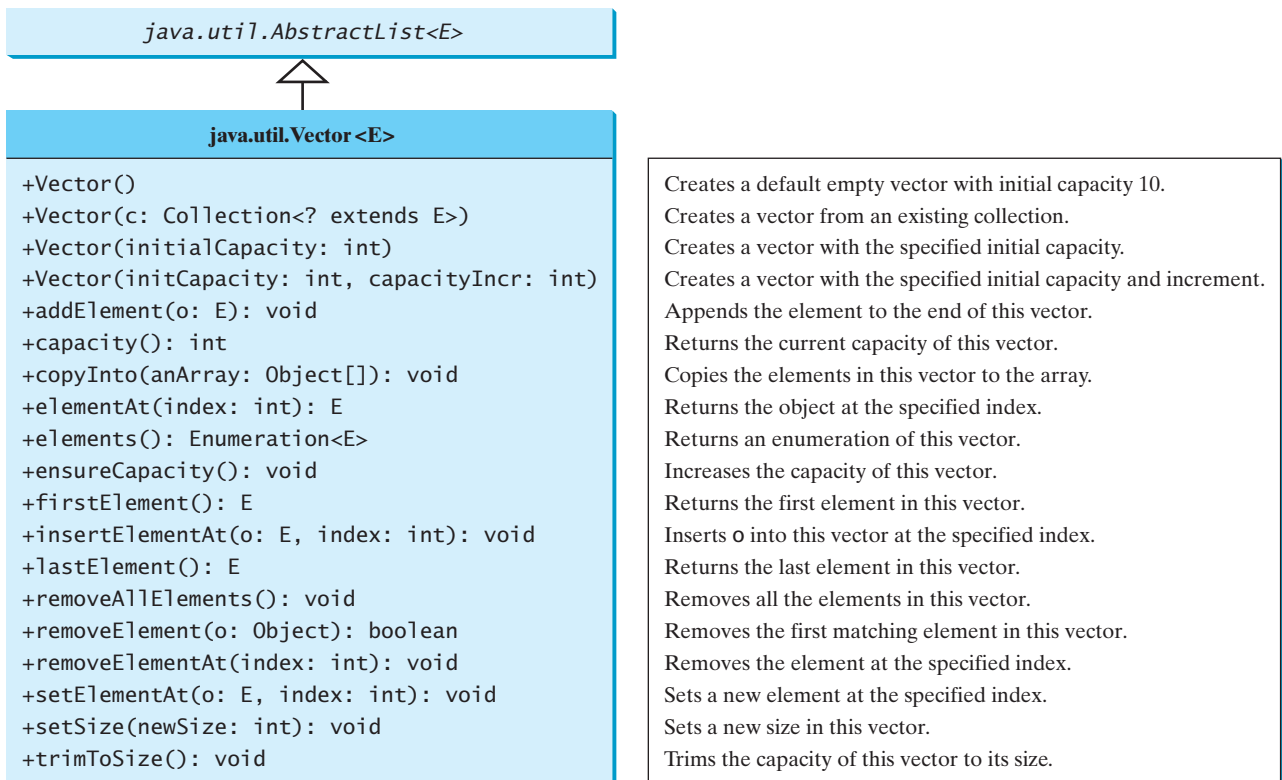 java.util.AbstractList<E>
java.util.Vector<E>
+Vector()
Creates a default empty vector with initial capacity 10.
+Vector(c: Collection<? extends E>)
Creates a vector from an existing collection.
+Vector(initialCapacity: int)
Creates a vector with the specified initial capacity.
+Vector(initCapacity: int, capacityIncr: int)
Creates a vector with the specified initial capacity and increment.
+addElement(o: E): void
Appends the element to the end of this vector.
+capacity(): int
Returns the current capacity of this vector.
+copyInto(anArray: Object[]): void
Copies the elements in this vector to the array.
+elementAt(index: int): E
Returns the object at the specified index.
+elements(): Enumeration<E>
Returns an enumeration of this vector.
+ensureCapacity(): void
Increases the capacity of this vector.
+firstElement(): E
Returns the first element in this vector.
+insertElementAt(o: E, index: int): void
Inserts o into this vector at the specified index.
+lastElement(): E
Returns the last element in this vector.
+removeAllElements(): void
Removes all the elements in this vector.
+removeElement(o: Object): boolean
Removes the first matching element in this vector.
+removeElementAt(index: int): void
Removes the element at the specified index.
+setElementAt(o: E, index: int): void
Sets a new element at the specified index.
+setSize(newSize: int): void
Sets a new size in this vector.
+trimToSize(): void
Trims the capacity of this vector to its size.